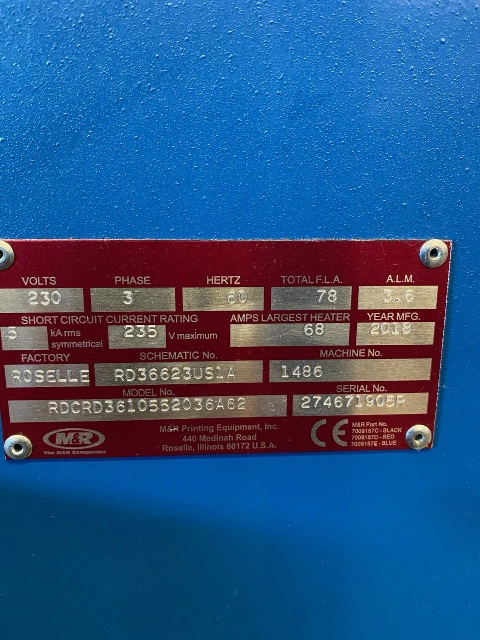 VOLTS PHASE HERTZ TOTAL F.L.A. A.L.M.
230 3 60 78 3.6
SHORT CIRCUIT CURRENT RATING AMPS LARGEST HEATER YEAR MFG.
5 kA rms symmetrical 235 V maximum 68 2018
FACTORY SCHEMATIC No. MACHINE No.
ROSELLE RD36623US1A 1486
MODEL No. SERIAL No.
RDCRD36105S2036A62 274671905R
M&R
The M&R Companies
M&R Printing Equipment, Inc.
440 Medinah Road
Roselle, Illinois 60172 U.S.A.
CE
M&R Part No.
7009187C - BLACK
7009187D - RED
7009187E - BLUE